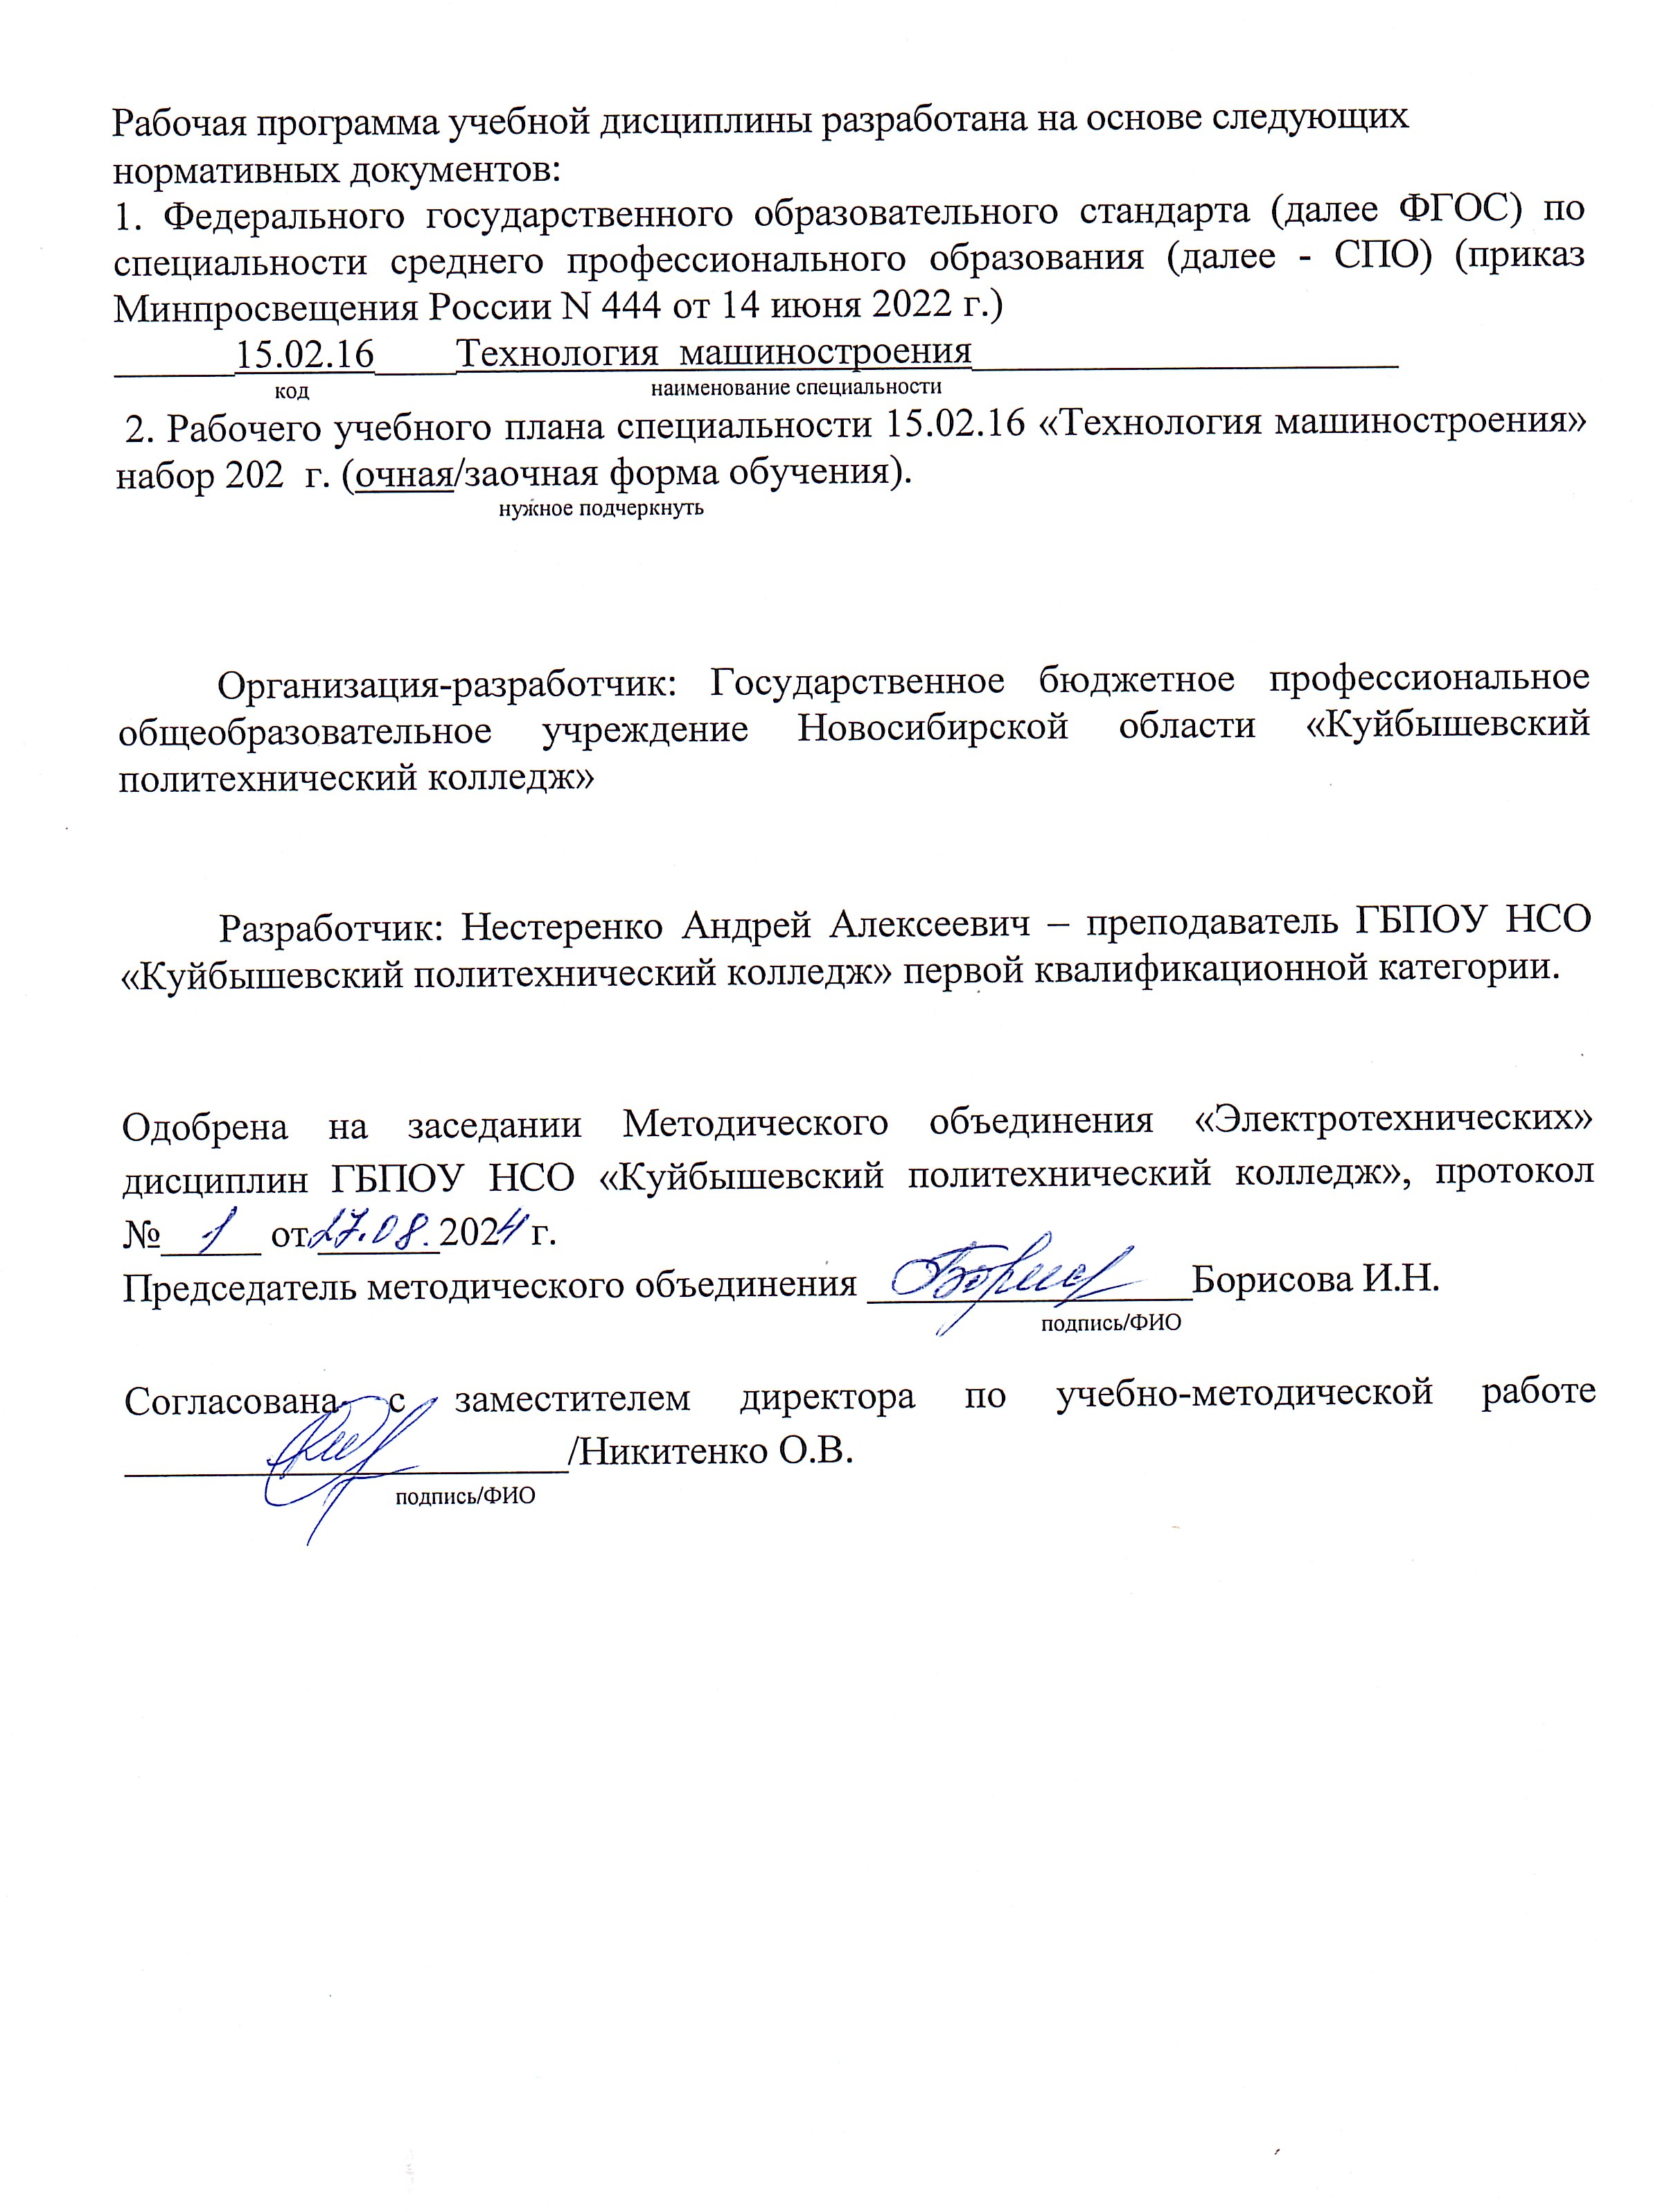 Рабочая программа учебной дисциплины разработана на основе следующих
нормативных документов:
1. Федерального государственного образовательного стандарта (далее ФГОС) по
специальности среднего профессионального образования (далее - СПО) (приказ
Минпросвещения России N 444 от 14 июня 2022 г.)
______15.02.16____Технология машиностроения____________________
код наименование специальности
2. Рабочего учебного плана специальности 15.02.16 «Технология машиностроения»
набор 202 г. (очная/заочная форма обучения).
нужное подчеркнуть
Организация-разработчик: Государственное бюджетное профессиональное
общеобразовательное учреждение Новосибирской области «Куйбышевский
политехнический колледж»
Разработчик: Нестеренко Андрей Алексеевич – преподаватель ГБПОУ НСО
«Куйбышевский политехнический колледж» первой квалификационной категории.
Одобрена на заседании Методического объединения «Электротехнических»
дисциплин ГБПОУ НСО «Куйбышевский политехнический колледж», протокол
№ 1 от 27.08.2024 г.
Председатель методического объединения ________________Борисова И.Н.
подпись/ФИО
Согласована с заместителем директора по учебно-методической работе
______________________/Никитенко О.В.
подпись/ФИО